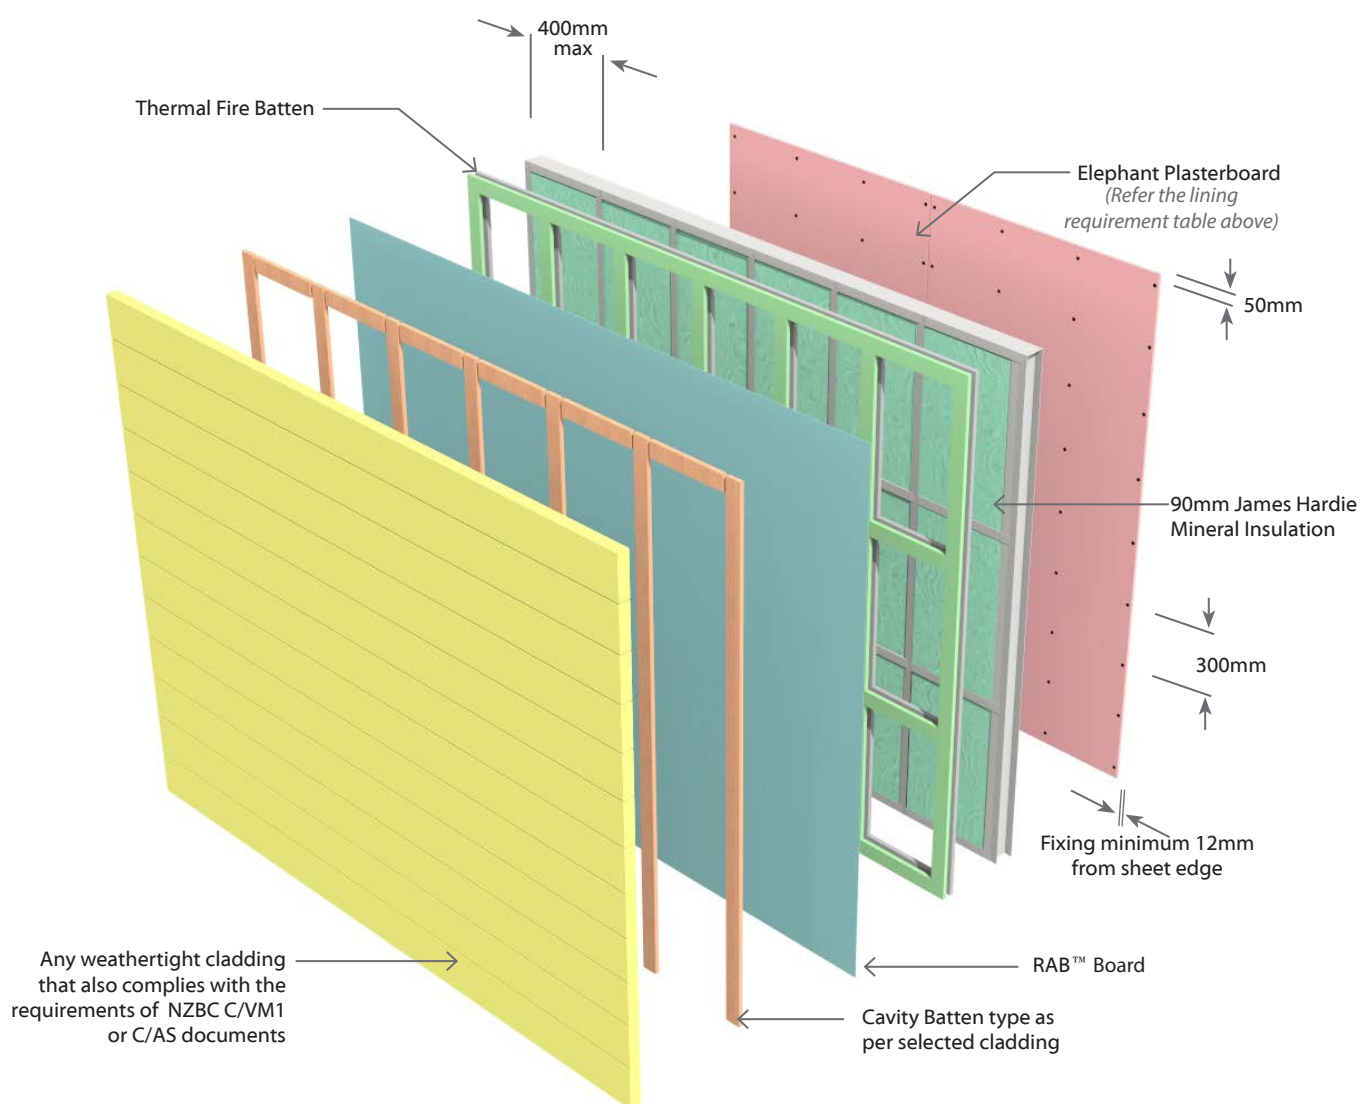 400mm
max
Thermal Fire Batten
Elephant Plasterboard
(Refer the lining
requirement table above)
50mm
90mm James Hardie
Mineral Insulation
300mm
Fixing minimum 12mm
from sheet edge
Any weathertight cladding
that also complies with the
requirements of NZBC C/VM1
or C/AS documents
RAB™ Board
Cavity Batten type as
per selected cladding